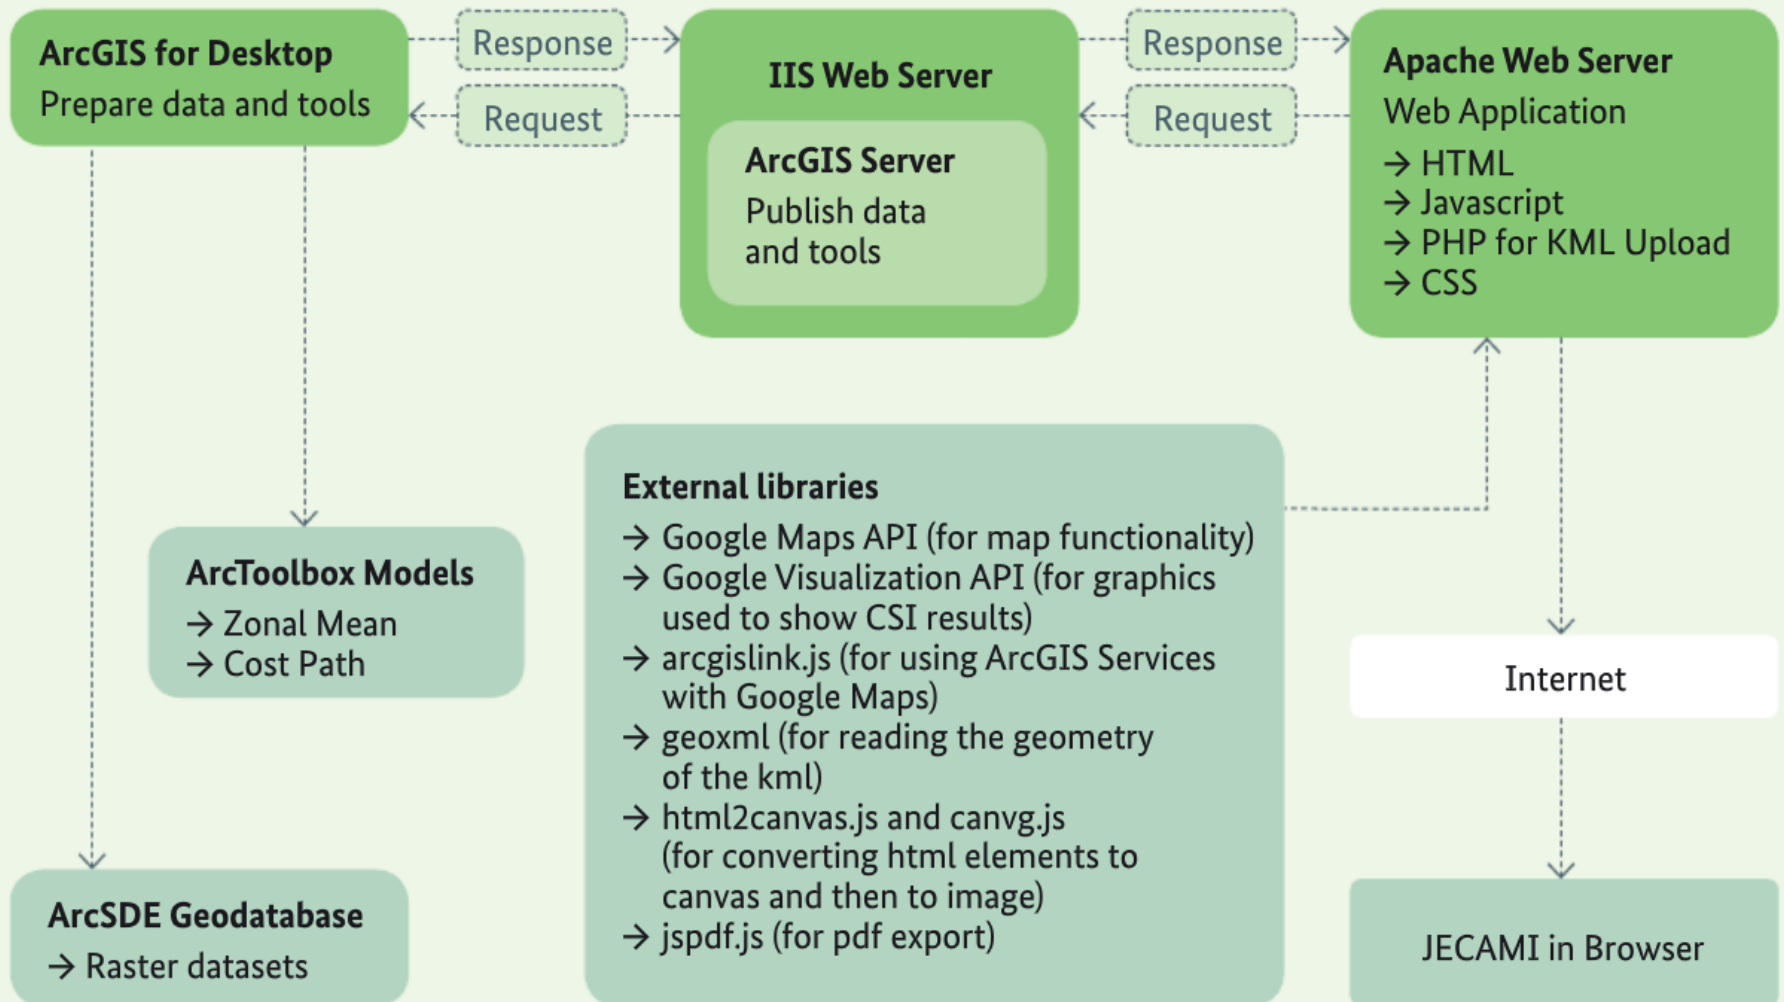 ArcGIS for Desktop
Prepare data and tools
Response
Request
IIS Web Server
ArcGIS Server
Publish data
and tools
Response
Request
Apache Web Server
Web Application
→ HTML
→ Javascript
→ PHP for KML Upload
→ CSS
ArcToolbox Models
→ Zonal Mean
→ Cost Path
ArcSDE Geodatabase
→ Raster datasets
External libraries
→ Google Maps API (for map functionality)
→ Google Visualization API (for graphics
used to show CSI results)
→ arcgislink.js (for using ArcGIS Services
with Google Maps)
→ geoxml (for reading the geometry
of the kml)
→ html2canvas.js and canvg.js
(for converting html elements to
canvas and then to image)
→ jspdf.js (for pdf export)
Internet
JECAMI in Browser